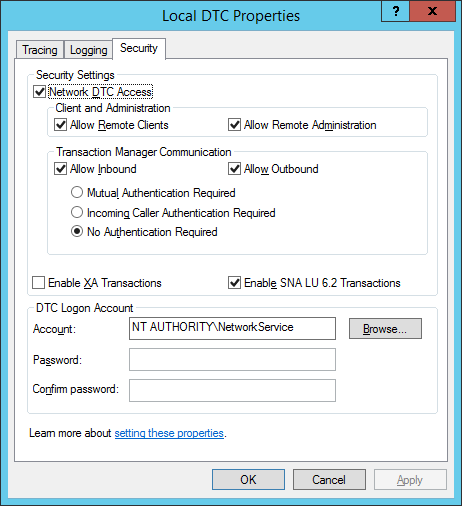 Local DTC Properties
? x
Tracing Logging Security
Security Settings
Network DTC Access
Client and Administration
Allow Remote Clients Allow Remote Administration
Transaction Manager Communication
Allow Inbound Allow Outbound
Mutual Authentication Required
Incoming Caller Authentication Required
No Authentication Required
Enable XA Transactions Enable SNA LU 6.2 Transactions
DTC Logon Account
Account: NT AUTHORITY\NetworkService Browse...
Password:
Confirm password:
Learn more about setting these properties.
OK Cancel Apply